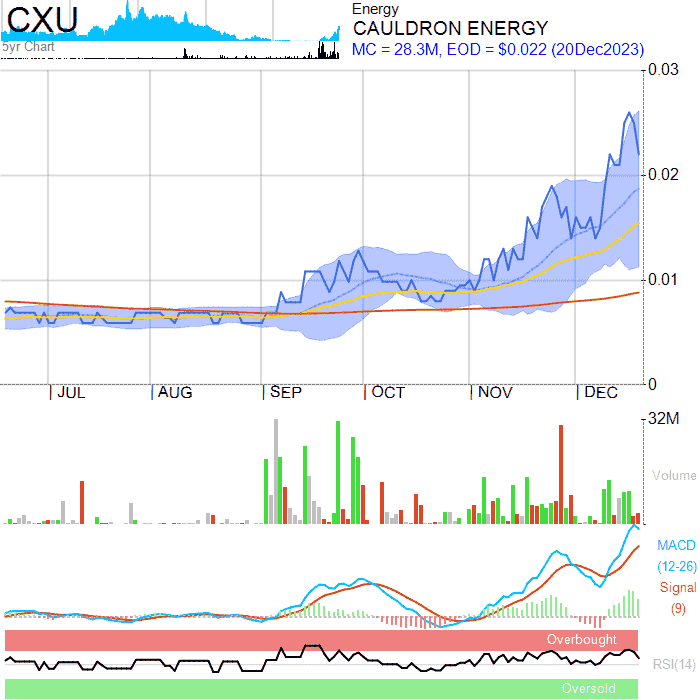 CXU
5yr Chart
Energy
CAULDRON ENERGY
MC = 28.3M, EOD = $0.022 (20Dec2023)
0.03
0.02
0.01
0
JUL AUG SEP OCT NOV DEC
32M
Volume
MACD
(12-26)
Signal
(9)
Overbought
RSI(14)
Oversold